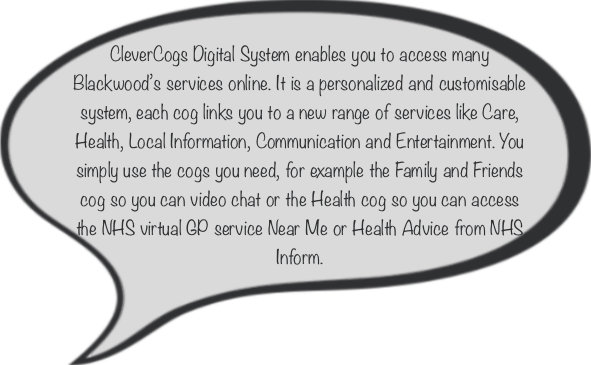 CleverCogs Digital System enables you to access many
Blackwood's services online. It is a personalized and customisable
system, each cog links you to a new range of services like Care,
Health, Local Information, Communication and Entertainment. You
simply use the cogs you need, for example the Family and Friends
cog so you can video chat or the Health cog so you can access
the NHS virtual GP service Near Me or Health Advice from NHS
Inform.